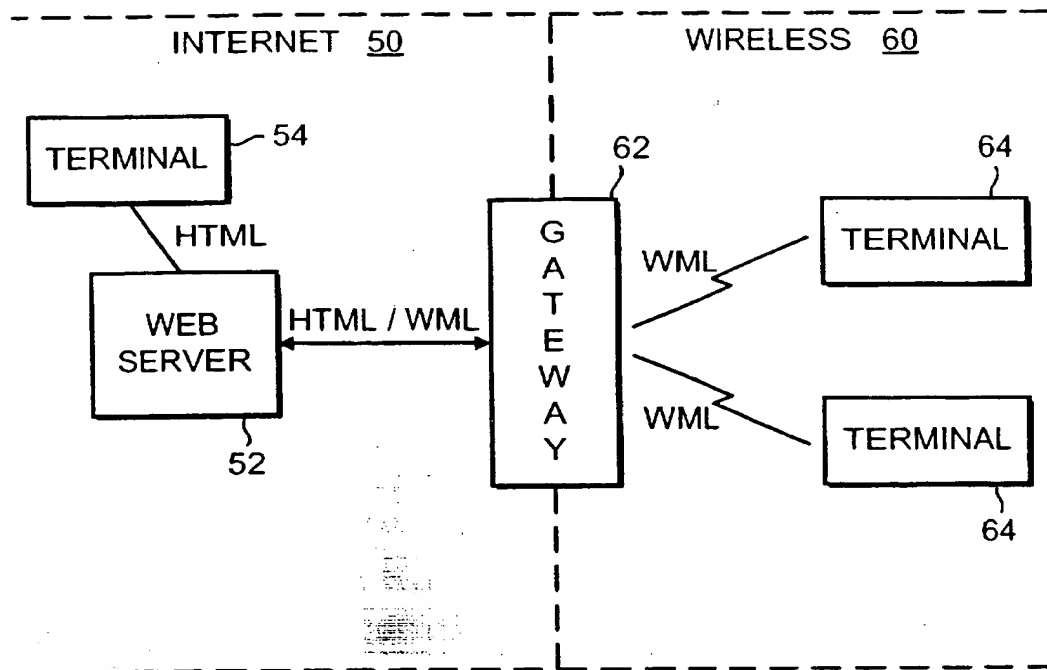 INTERNET 50
WIRELESS 60
TERMINAL
54
HTML
WEB
SERVER
52
HTML / WML
62
GATEWAY
WML
WML
64
TERMINAL
TERMINAL
64